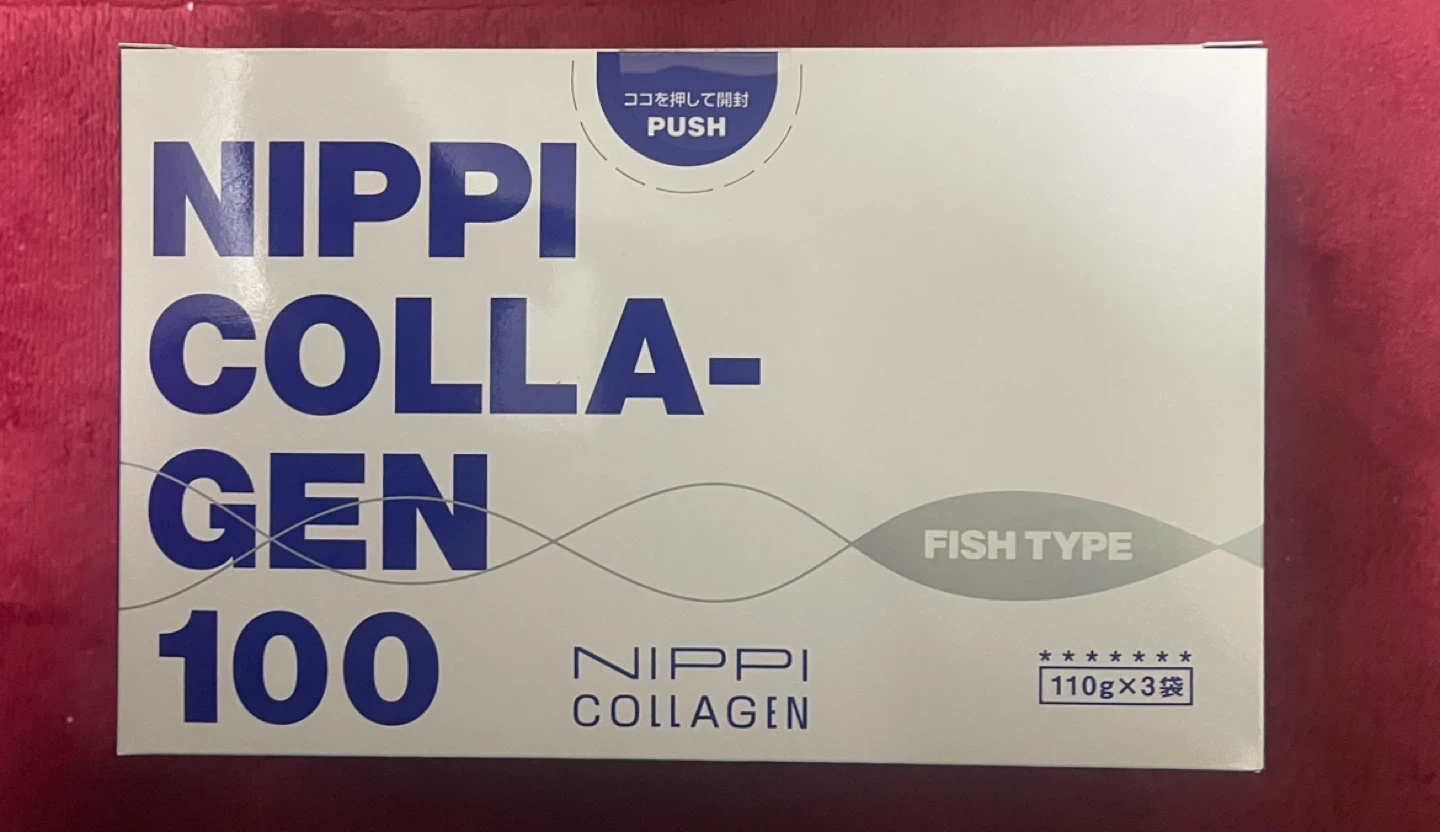 ココを押して開封
PUSH
NIPPI
COLLA-
GEN
100
FISH TYPE
NIPPI
COLLAGEN
*******
110g×3袋